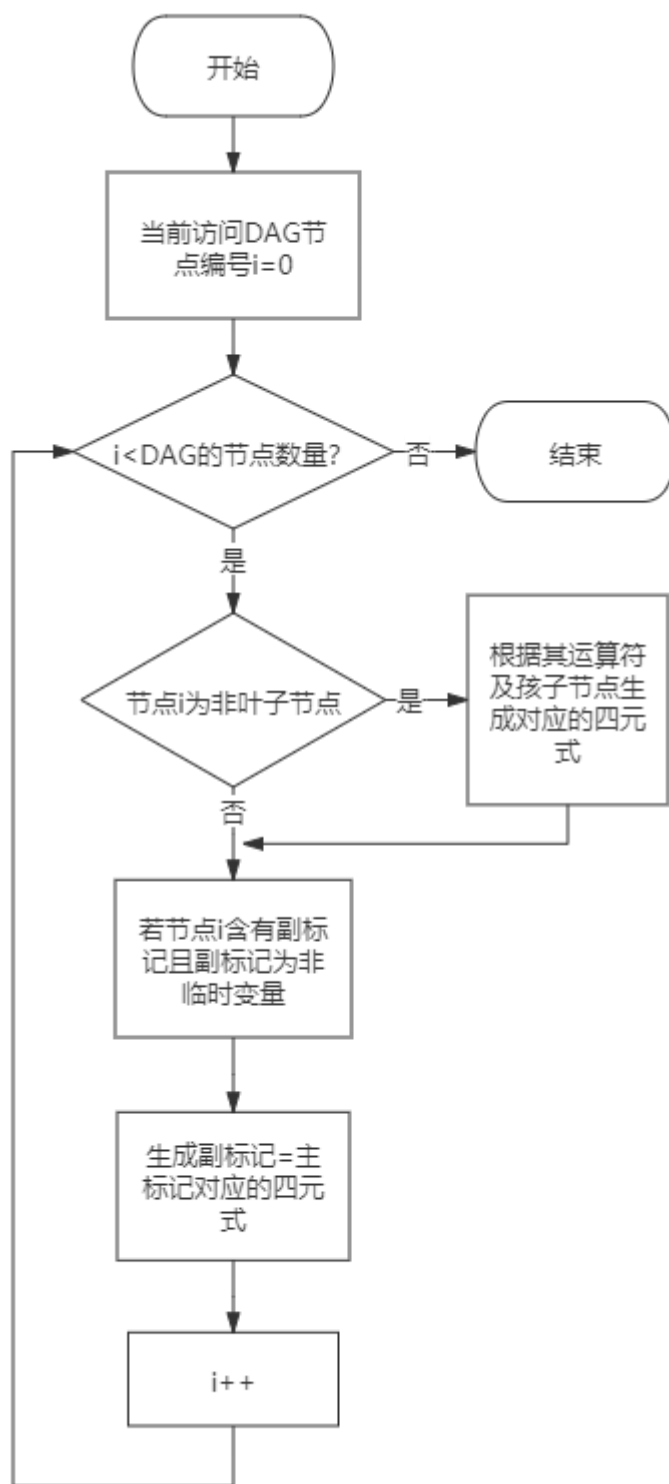 开始
当前访问DAG节
点编号i=0
i<DAG的节点数量?
否
结束
是
节点i为非叶子节点
是
根据其运算符
及孩子节点生
成对应的四元
式
否
若节点i含有副标
记且副标记为非
临时变量
生成副标记=主
标记对应的四元
式
i++